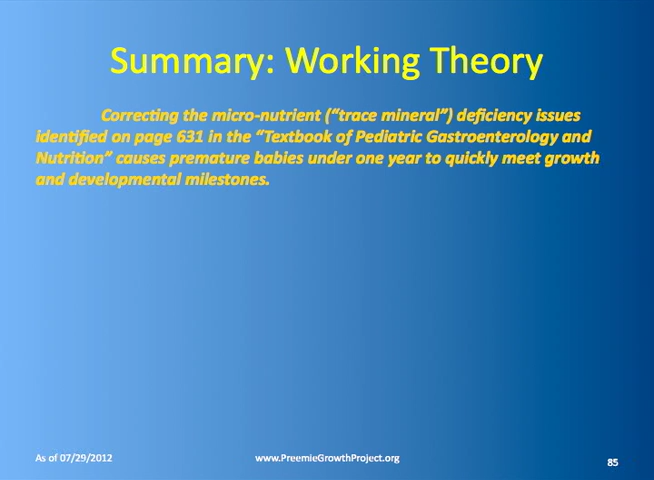 Summary: Working Theory
Correcting the micro-nutrient (“trace mineral”) deficiency issues
identified on page 631 in the “Textbook of Pediatric Gastroenterology and
Nutrition” causes premature babies under one year to quickly meet growth
and developmental milestones.
As of 07/29/2012
www.PreemieGrowthProject.org
85